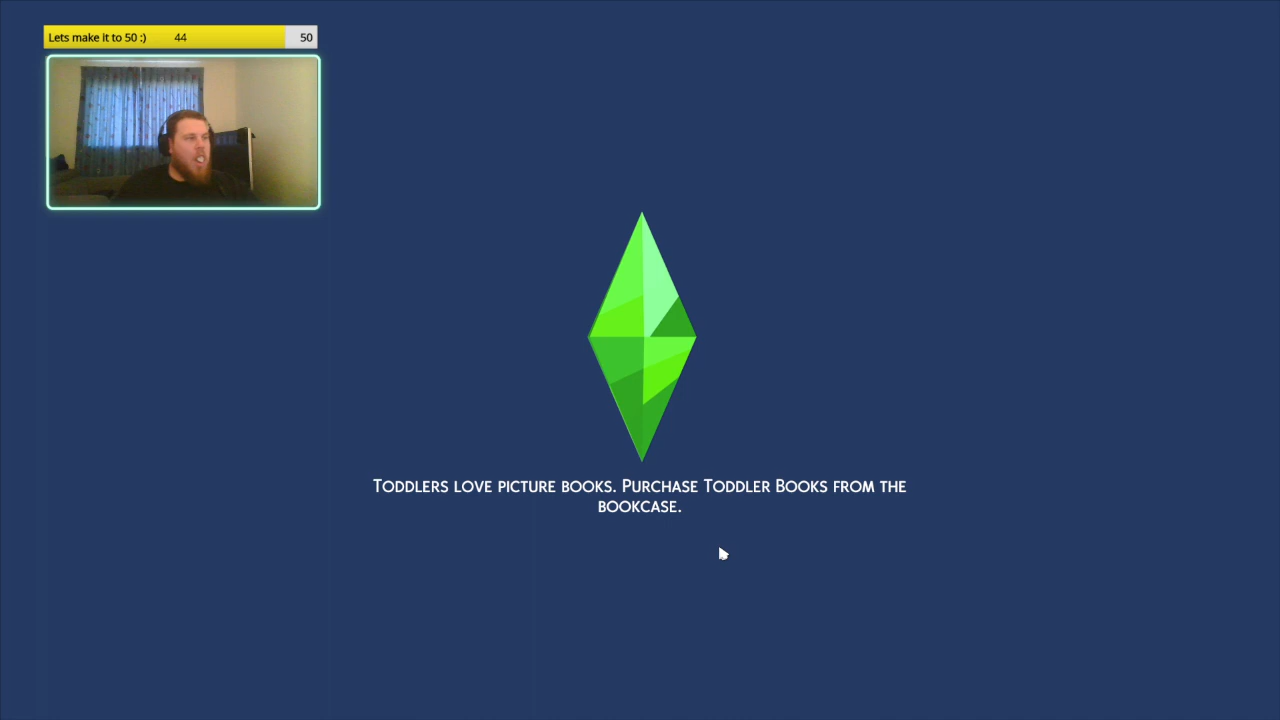 Lets make it to 50 :) 44 50
Toddlers love picture books. Purchase Toddler Books from the
bookcase.